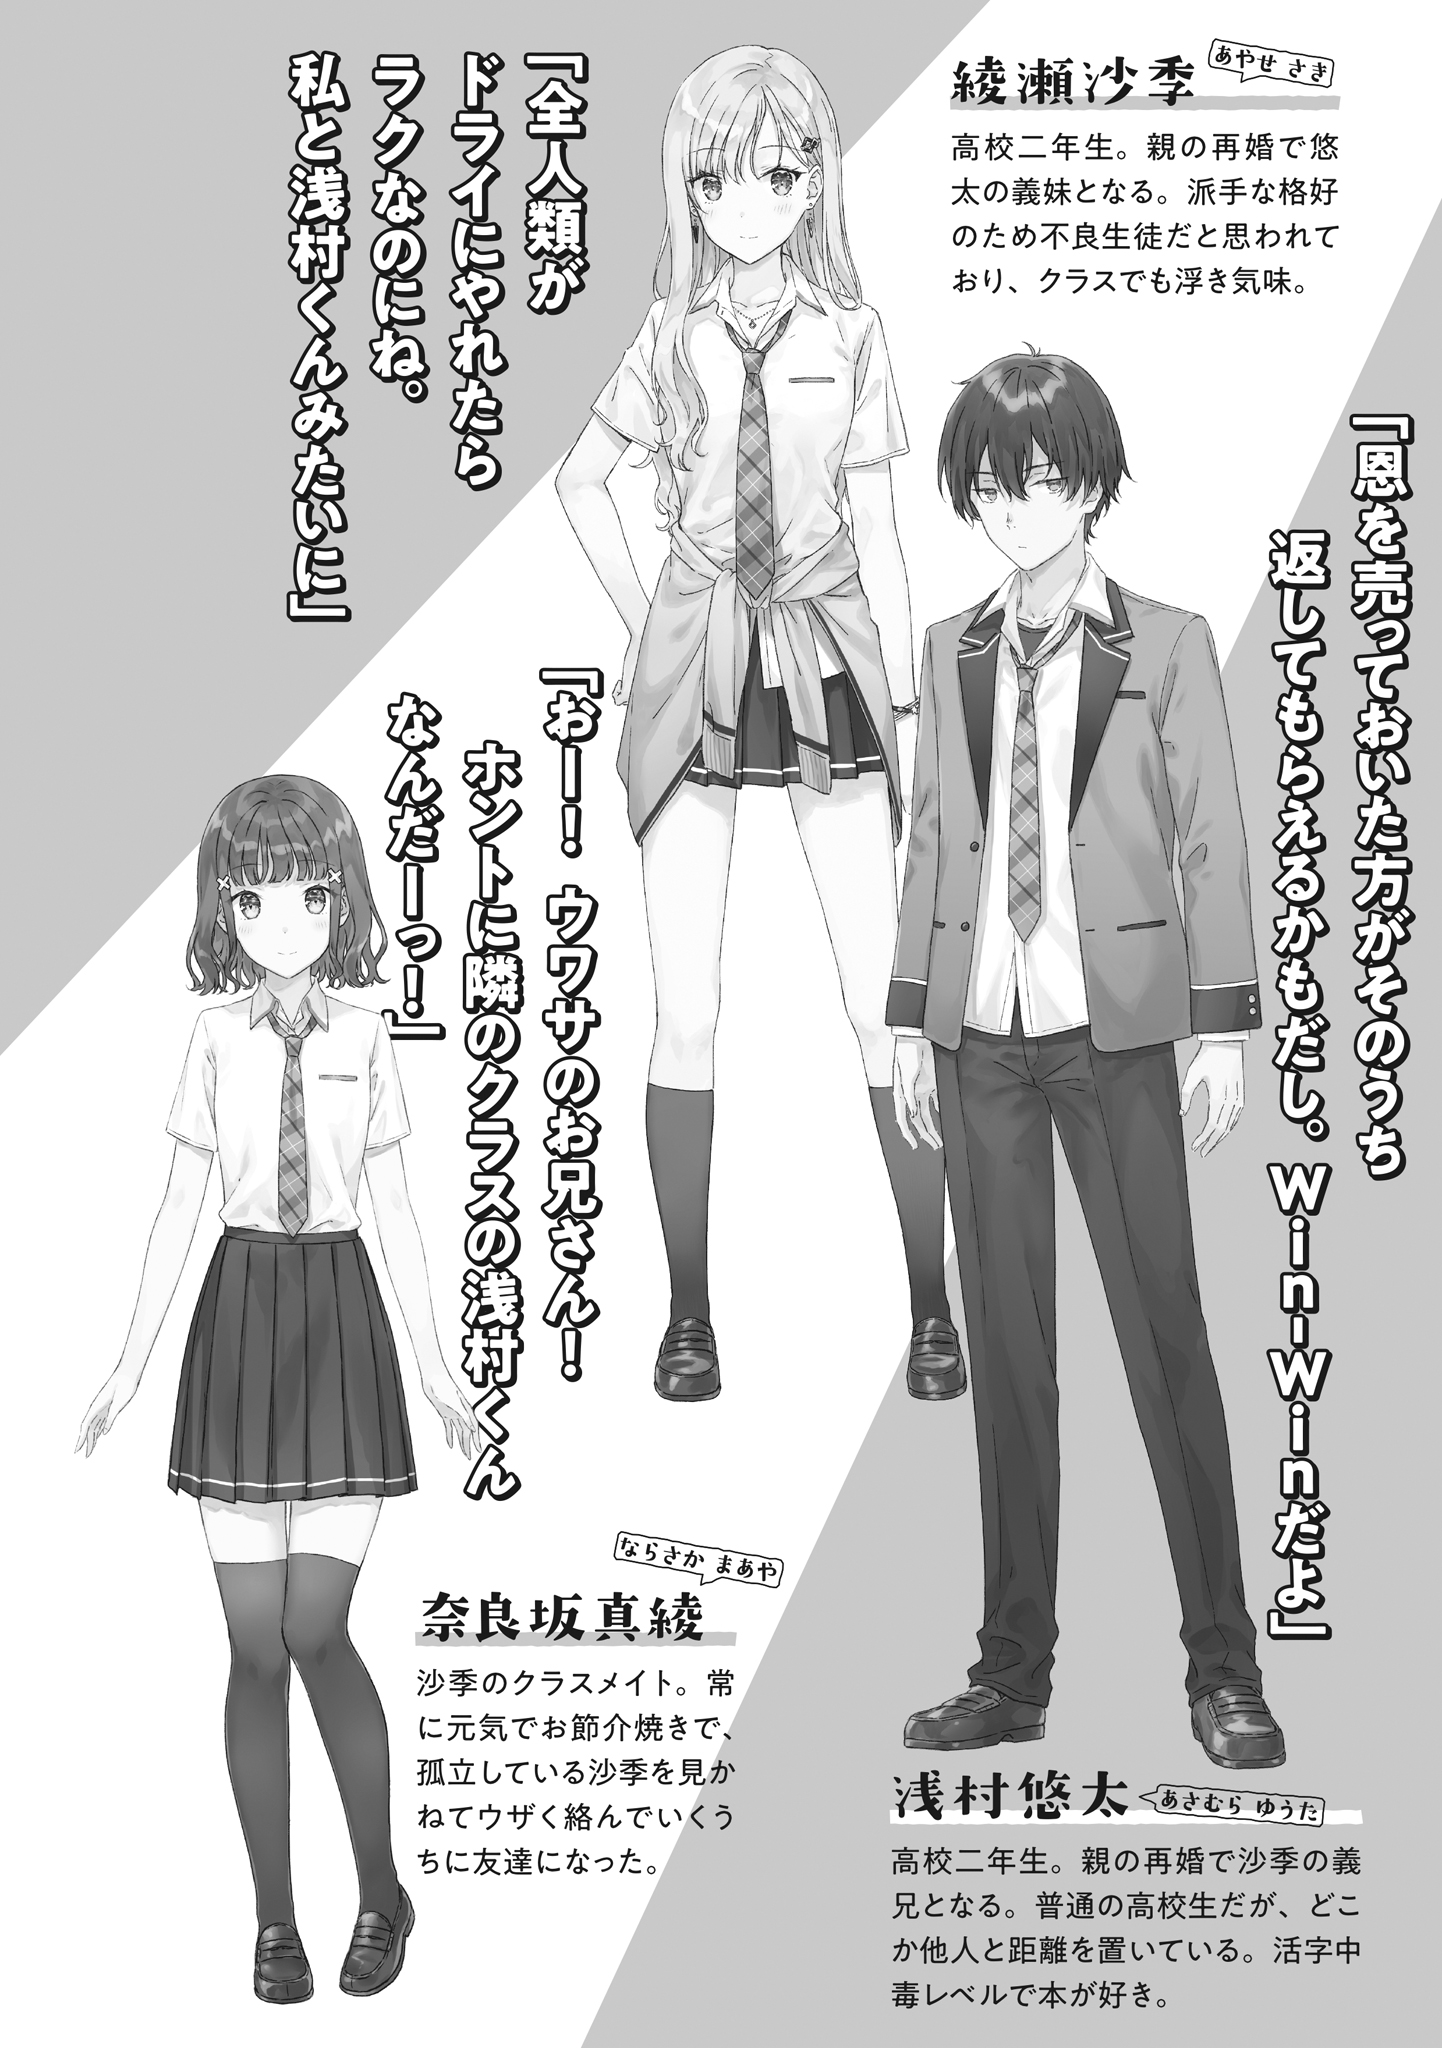 綾瀬沙季
あやせ さき
高校二年生。親の再婚で悠
太の義妹となる。派手な格好
のため不良生徒だと思われて
おり、クラスでも浮き気味。
「全人類が
ドライにやれたら
ラクなのにね。
私と浅村くんみたいに」
「恩を売っておいた方がそのうち
返してもらえるかもだし。Win-Winだよ」
浅村悠太
あさむら ゆうた
高校二年生。親の再婚で沙季の義
兄となる。普通の高校生だが、どこ
か他人と距離を置いている。活字中
毒レベルで本が好き。
「おー！ ウワサのお兄さん！
ホントに隣のクラスの浅村くん
なんだーっ！」
奈良坂真綾
ならさか まあや
沙季のクラスメイト。常
に元気でお節介焼きで、
孤立している沙季を見か
ねてウザく絡んでいくう
ちに友達になった。